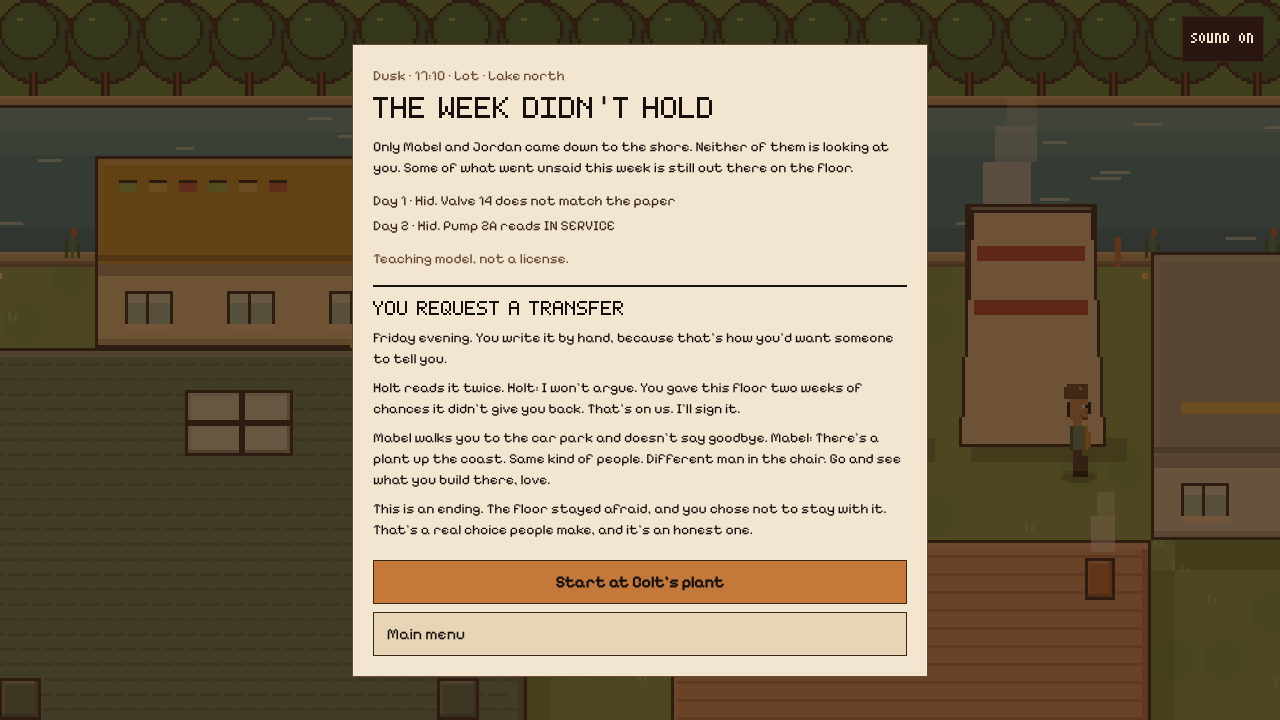 SOUND ON
Dusk · 17:10 · Lot · Lake north
THE WEEK DIDN'T HOLD
Only Mabel and Jordan came down to the shore. Neither of them is looking at
you. Some of what went unsaid this week is still out there on the floor.
Day 1 · Hid. Valve 14 does not match the paper
Day 2 · Hid. Pump 2A reads IN SERVICE
Teaching model, not a license.
YOU REQUEST A TRANSFER
Friday evening. You write it by hand, because that's how you'd want someone
to tell you.
Holt reads it twice. Holt: I won't argue. You gave this floor two weeks of
chances it didn't give you back. That's on us. I'll sign it.
Mabel walks you to the car park and doesn't say goodbye. Mabel: There's a
plant up the coast. Same kind of people. Different man in the chair. Go and see
what you build there, love.
This is an ending. The floor stayed afraid, and you chose not to stay with it.
That's a real choice people make, and it's an honest one.
Start at Colt's plant
Main menu